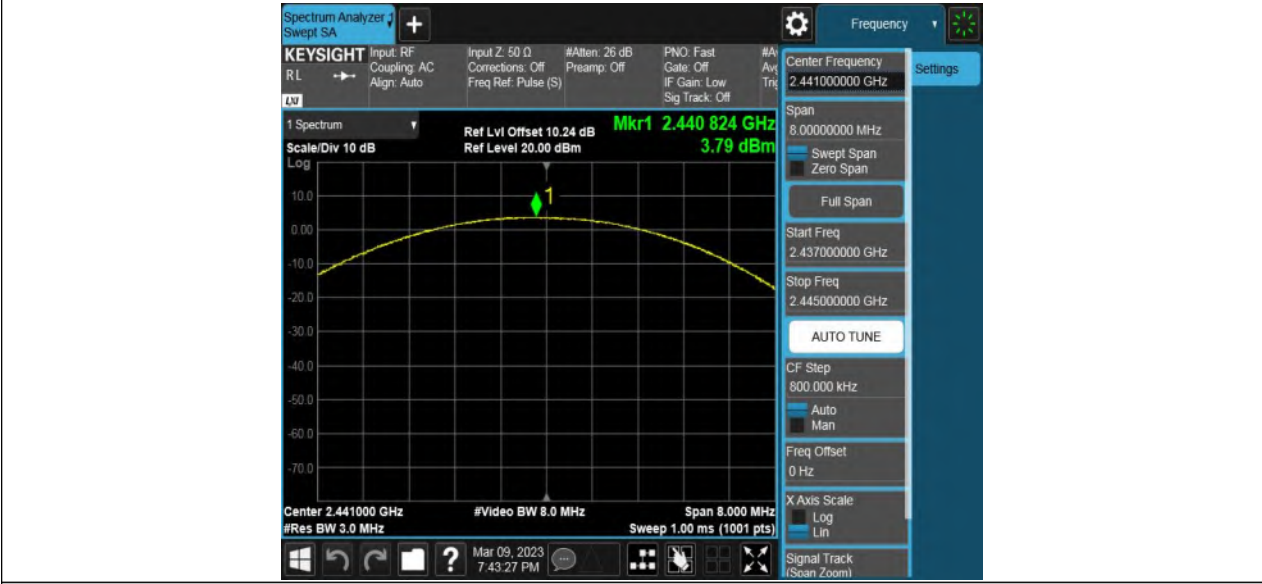 Spectrum Analyzer 1
Swept SA
Frequency
KEYSIGHT
RL
LXI
Input: RF
Coupling: AC
Align: Auto
Input Z: 50 Ω
Corrections: Off
Freq Ref: Pulse (S)
#Atten: 26 dB
Preamp: Off
PNO: Fast
Gate: Off
IF Gain: Low
Sig Track: Off
#A
Avg
Trig
1 Spectrum
Scale/Div 10 dB
Ref Lvl Offset 10.24 dB
Ref Level 20.00 dBm
Mkr1 2.440 824 GHz
3.79 dBm
Log
10.0
0.00
-10.0
-20.0
-30.0
-40.0
-50.0
-60.0
-70.0
1
Center 2.441000 GHz
#Video BW 8.0 MHz
Span 8.000 MHz
#Res BW 3.0 MHz
Sweep 1.00 ms (1001 pts)
?
Mar 09, 2023
7:43:27 PM
Center Frequency
2.441000000 GHz
Settings
Span
8.00000000 MHz
Swept Span
Zero Span
Full Span
Start Freq
2.437000000 GHz
Stop Freq
2.445000000 GHz
AUTO TUNE
CF Step
800.000 kHz
Auto
Man
Freq Offset
0 Hz
X Axis Scale
Log
Lin
Signal Track
(Span Zoom)